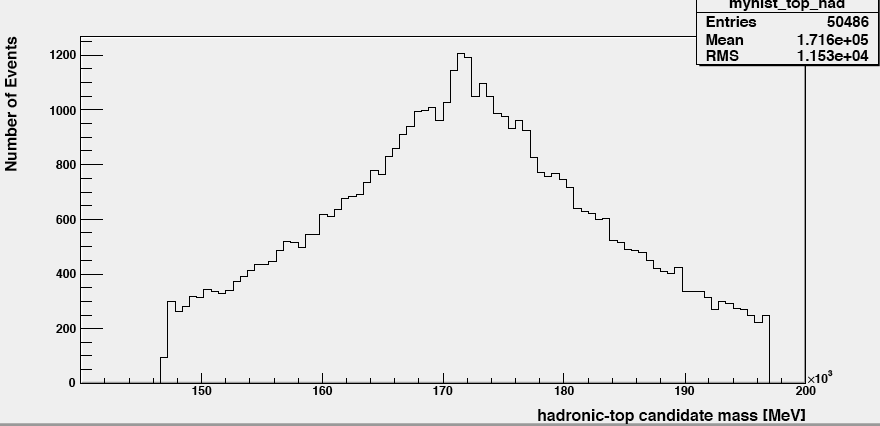 myhist_top_had
Entries 50486
Mean 1.716e+05
RMS 1.153e+04
Number of Events
1200
1000
800
600
400
200
0
150 160 170 180 190 200
×10³
hadronic-top candidate mass [MeV]